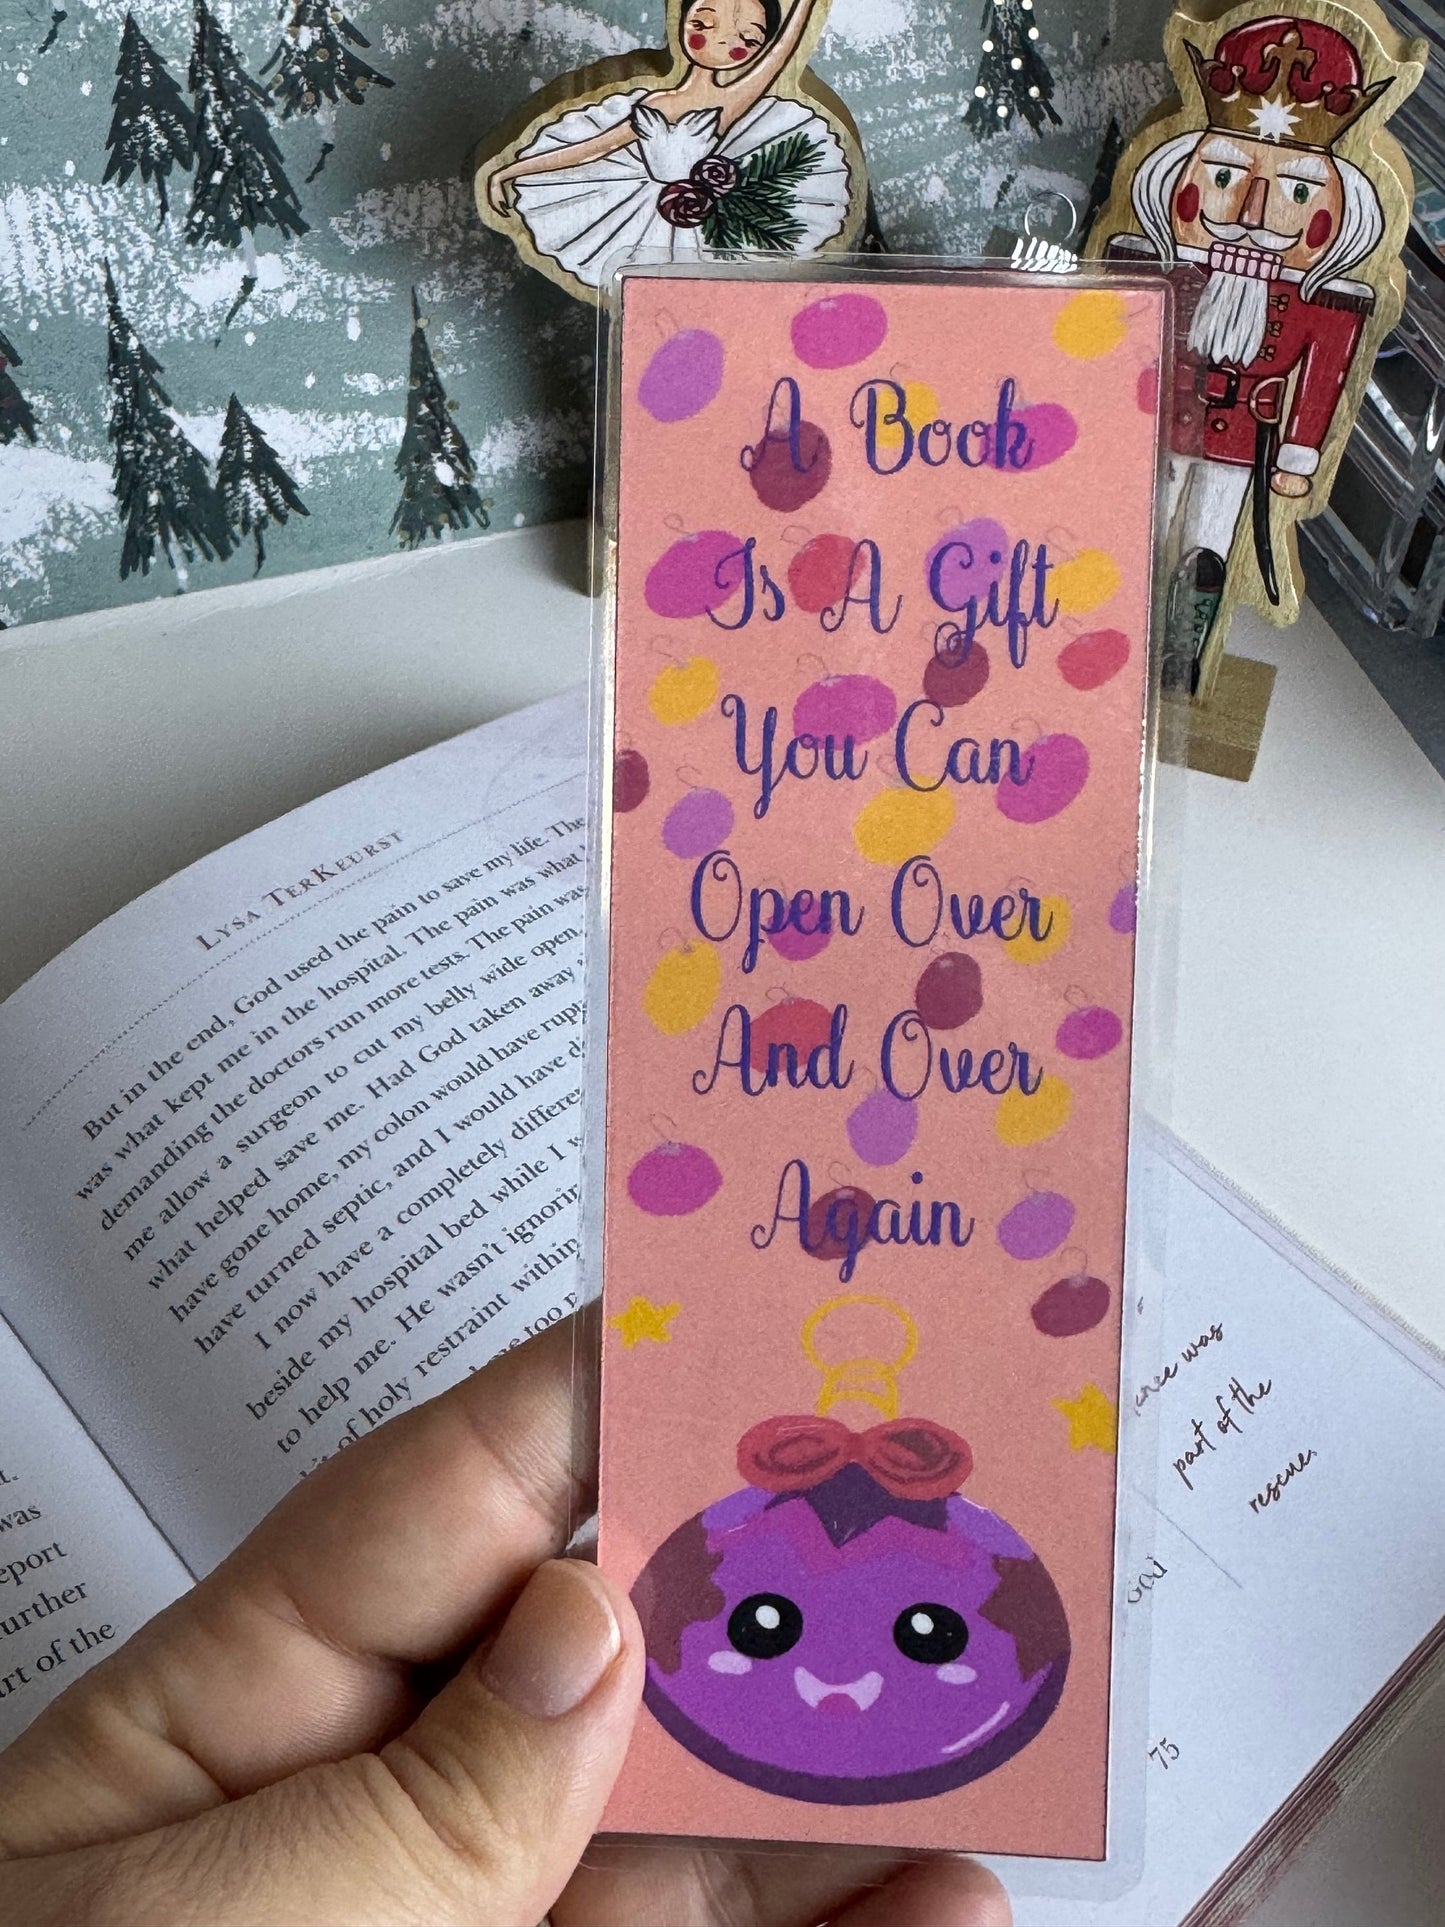 A Book
Is A Gift
You Can
Open Over
And Over
Again
LYSA TERKEURST
But in the end, God used the pain to save my life. The
was what kept me in the hospital. The pain was what
demanding the doctors run more tests. The pain was
me allow a surgeon to cut my belly wide open,
what helped save me. Had God taken away
have gone home, my colon would have
have turned septic, and I would have
I now have a completely
beside my hospital bed while I
to help me. He wasn't
of holy restraint within
too
was
part of the
rescue.
God
75
was
eport
urther
rt of the